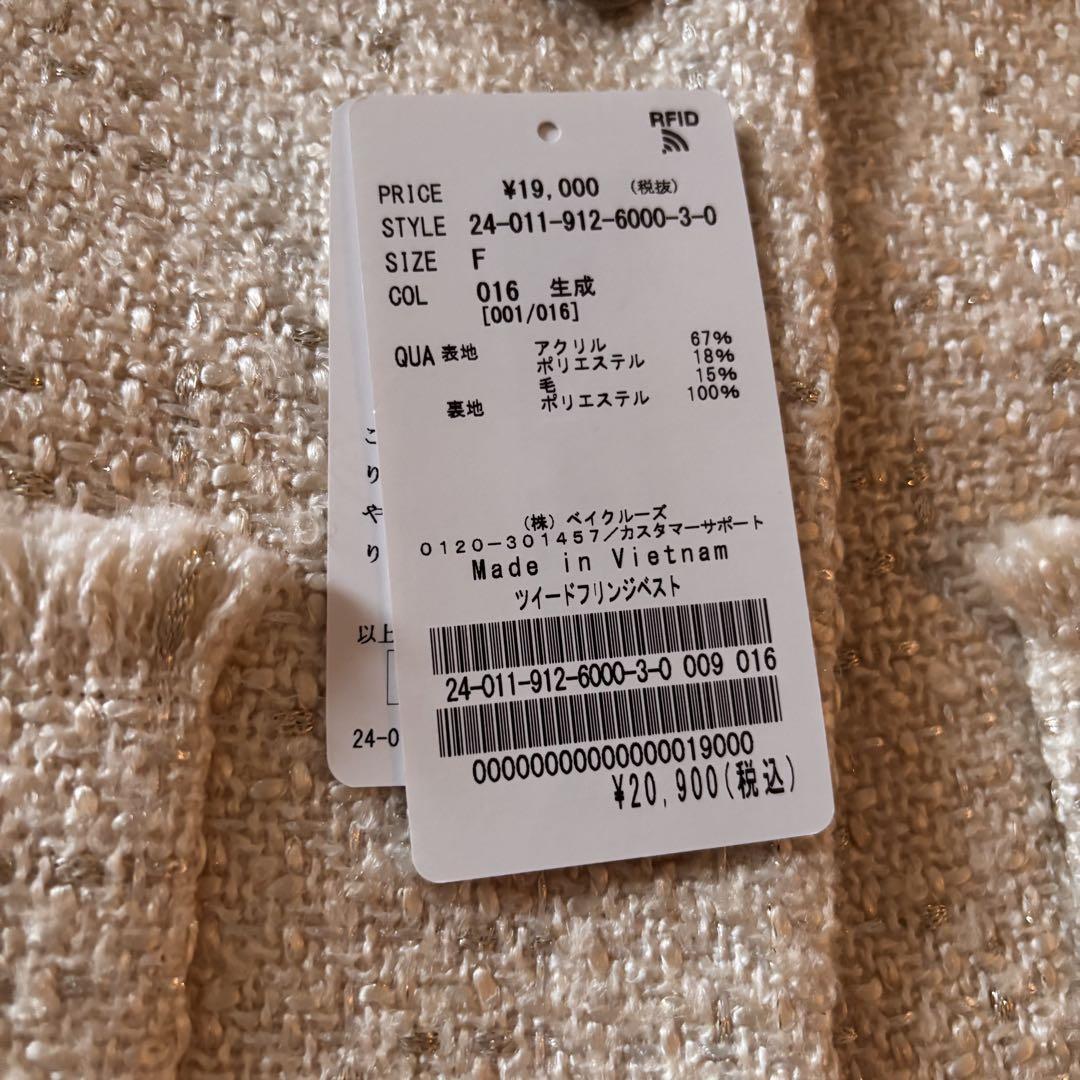 RFID
PRICE ¥19,000 (税抜)
STYLE 24-011-912-6000-3-0
SIZE F
COL 016 生成
[001/016]
QUA 表地 アクリル 67%
ポリエステル 18%
毛 15%
裏地 ポリエステル 100%
(株) ベイクルーズ
0120-301457/カスタマーサポート
Made in Vietnam
ツイードフリンジベスト
24-011-912-6000-3-0 009 016
000000000000000019000
¥20,900(税込)
こ
り
や
り
以上
24-0